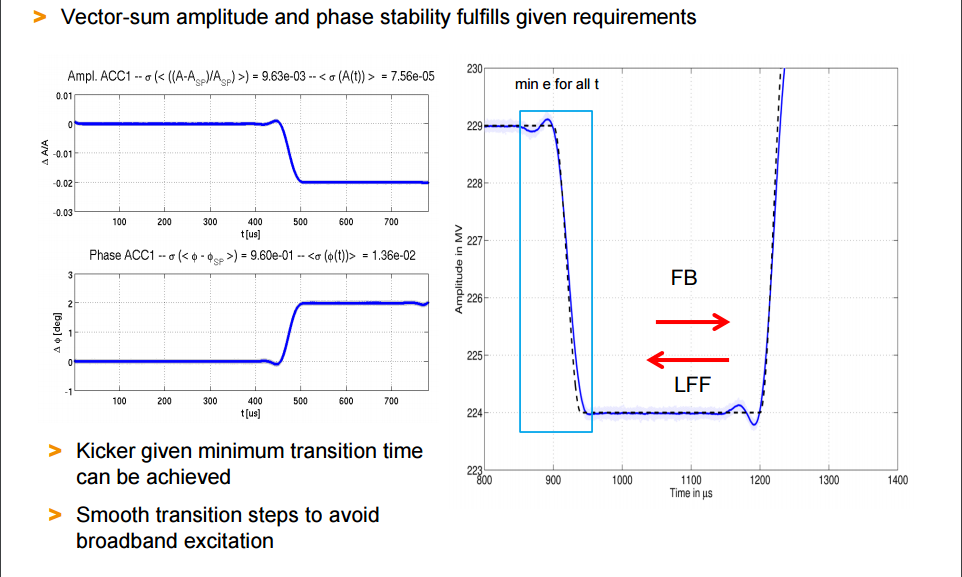 > Vector-sum amplitude and phase stability fulfills given requirements
Ampl. ACC1 -- σ (< ((A-A_SP)/A_SP) >) = 9.63e-03 -- < σ (A(t)) > = 7.56e-05
0.01
0
-0.01
-0.02
-0.03
Δ A/A
100 200 300 400 500 600 700
t [us]
Phase ACC1 -- σ (< ϕ - ϕ_SP >) = 9.60e-01 -- <σ (ϕ(t))> = 1.36e-02
3
2
1
0
-1
Δ ϕ [deg]
100 200 300 400 500 600 700
t [us]
> Kicker given minimum transition time
can be achieved
> Smooth transition steps to avoid
broadband excitation
230
229
228
227
226
225
224
223
Amplitude in MV
min e for all t
FB
LFF
800 900 1000 1100 1200 1300 1400
Time in μs